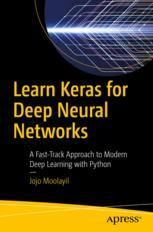 Learn Keras for
Deep Neural
Networks
A Fast-Track Approach to Modern
Deep Learning with Python
—
Jojo Moolayil
Apress®